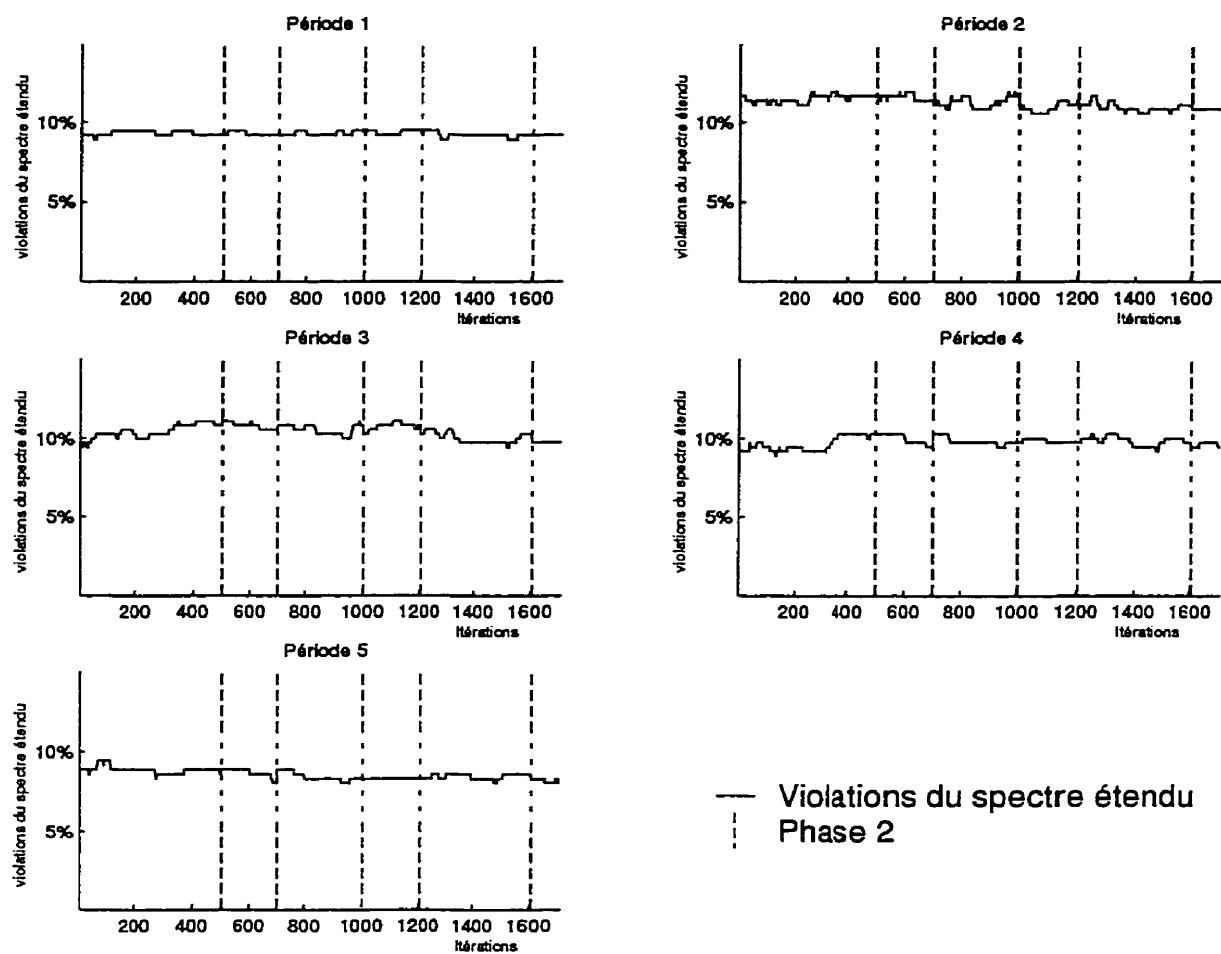 Période 1
violations du spectre étendu
10%
5%
200 400 600 800 1000 1200 1400 1600
Itérations
Période 2
violations du spectre étendu
10%
5%
200 400 600 800 1000 1200 1400 1600
Itérations
Période 3
violations du spectre étendu
10%
5%
200 400 600 800 1000 1200 1400 1600
Itérations
Période 4
violations du spectre étendu
10%
5%
200 400 600 800 1000 1200 1400 1600
Itérations
Période 5
violations du spectre étendu
10%
5%
200 400 600 800 1000 1200 1400 1600
Itérations
Violations du spectre étendu
Phase 2